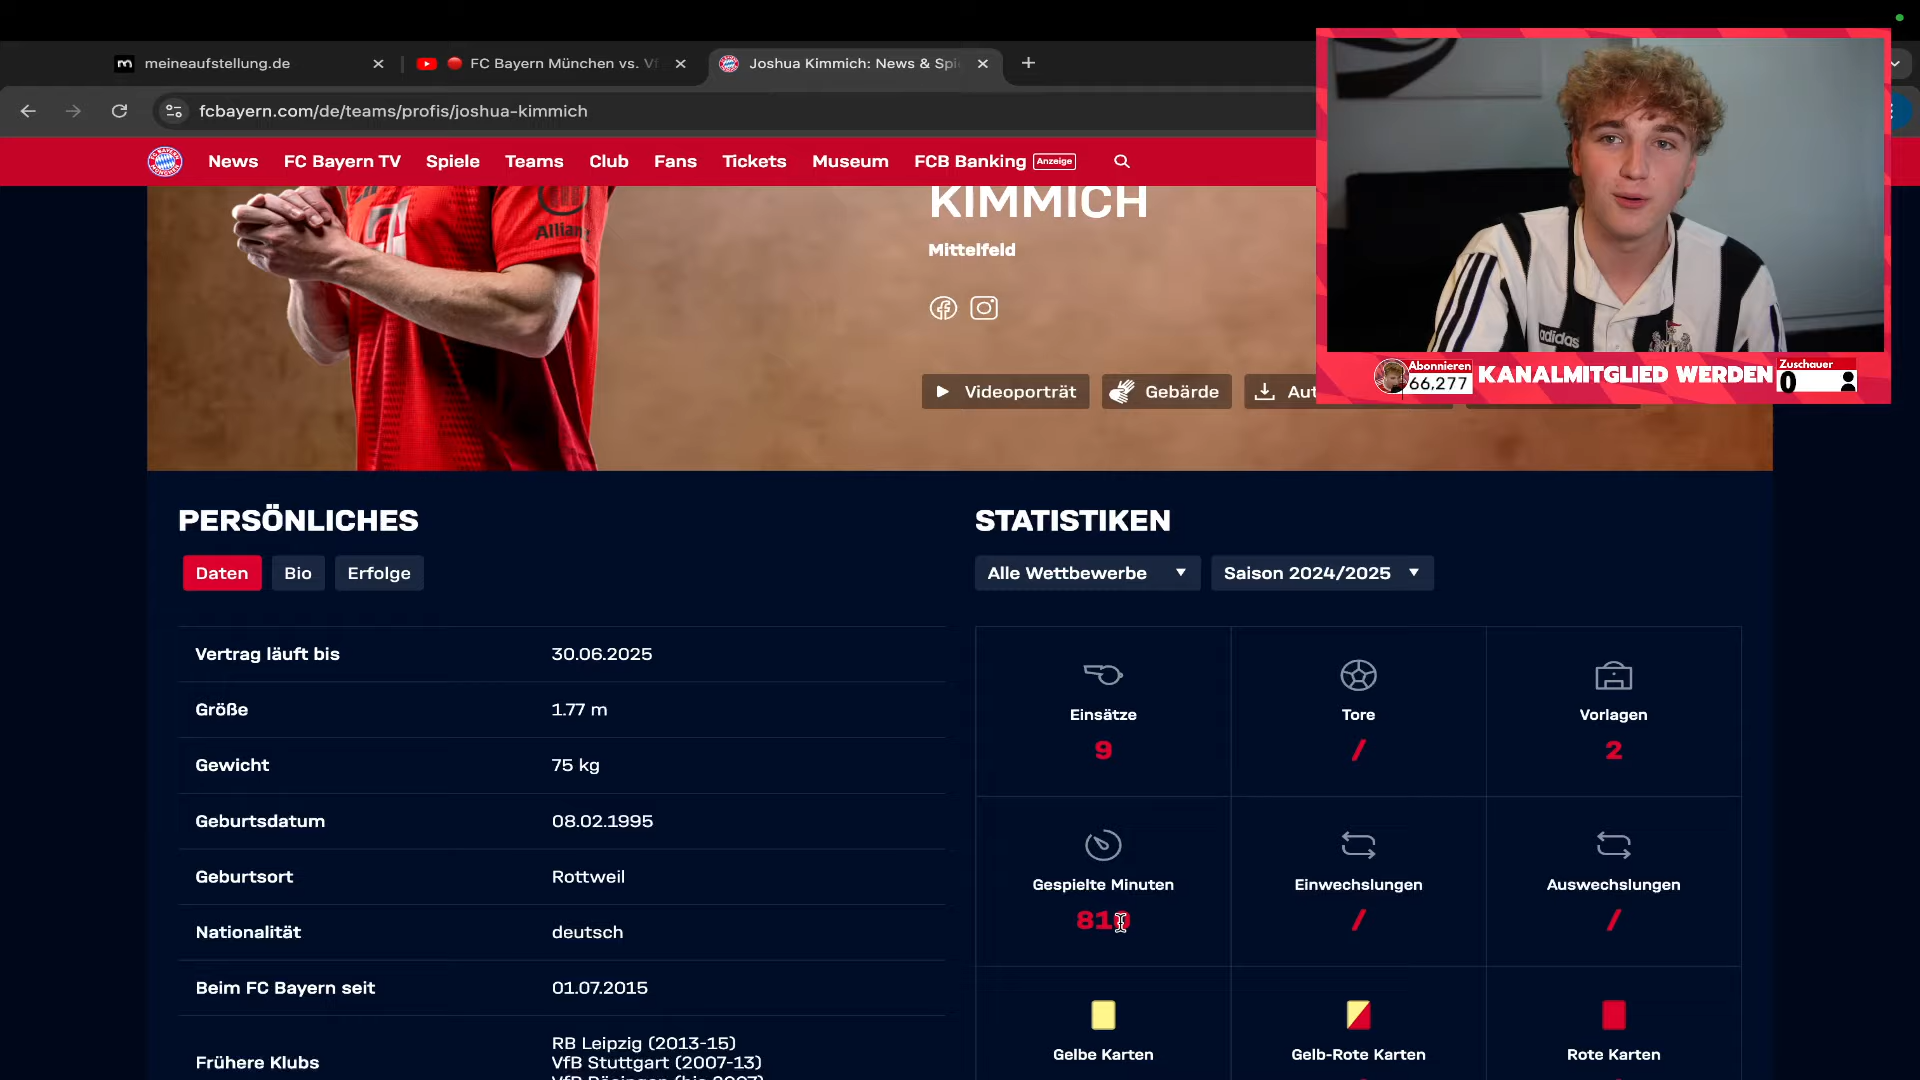 meineaufstellung.de
FC Bayern München vs. Vf
Joshua Kimmich: News & Spi
fcbayern.com/de/teams/profis/joshua-kimmich
News
FC Bayern TV
Spiele
Teams
Club
Fans
Tickets
Museum
FCB Banking
Anzeige
KIMMICH
Mittelfeld
Allian
Videoporträt
Gebärde
Aut
adidas
Abonnieren
66,277
KANALMITGLIED WERDEN
Zuschauer
0
PERSÖNLICHES
Daten
Bio
Erfolge
Vertrag läuft bis 30.06.2025
Größe 1.77 m
Gewicht 75 kg
Geburtsdatum 08.02.1995
Geburtsort Rottweil
Nationalität deutsch
Beim FC Bayern seit 01.07.2015
Frühere Klubs RB Leipzig (2013-15)
VfB Stuttgart (2007-13)
STATISTIKEN
Alle Wettbewerbe
Saison 2024/2025
Einsätze
9
Tore
/
Vorlagen
2
Gespielte Minuten
810
Einwechslungen
/
Auswechslungen
/
Gelbe Karten
Gelb-Rote Karten
Rote Karten